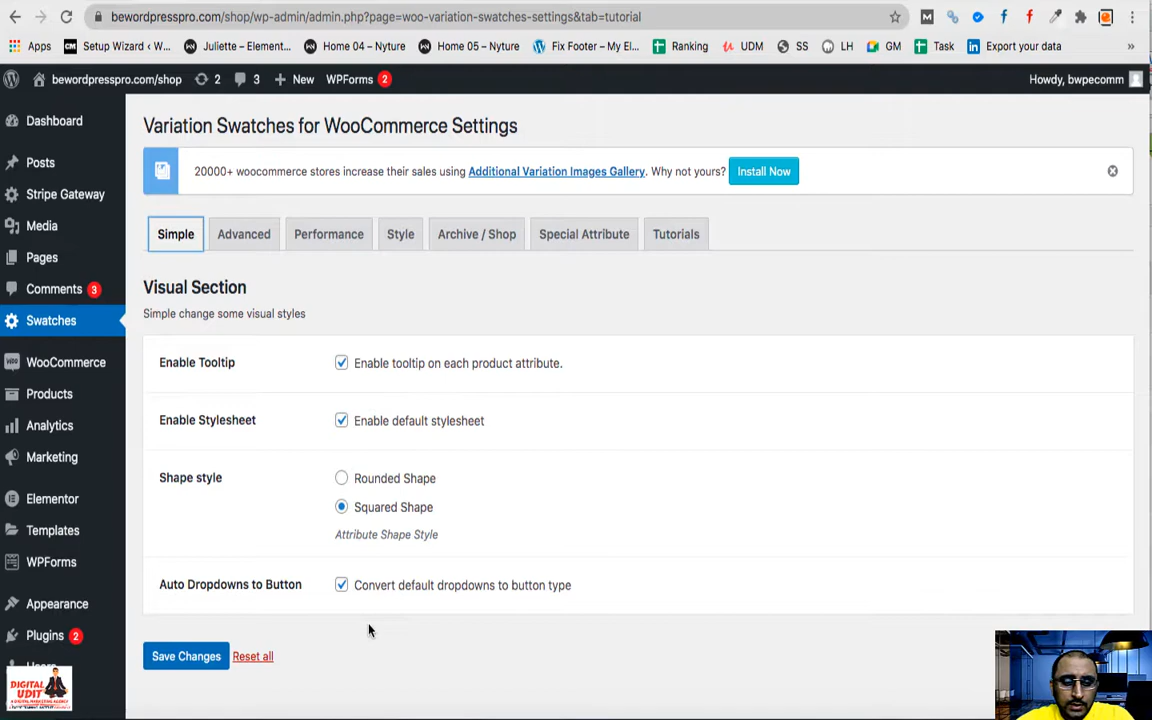 bewordpresspro.com/shop/wp-admin/admin.php?page=woo-variation-swatches-settings&tab=tutorial
Apps
Setup Wizard ‹ W...
Juliette – Element...
Home 04 – Nyture
Home 05 – Nyture
Fix Footer – My El...
Ranking
UDM
SS
LH
GM
Task
Export your data
»
bewordpresspro.com/shop
2
3
+ New
WPForms 2
Howdy, bwpecomm
Dashboard
Posts
Stripe Gateway
Media
Pages
Comments 3
Swatches
WooCommerce
Products
Analytics
Marketing
Elementor
Templates
WPForms
Appearance
Plugins 2
DIGITAL
UDIT
Variation Swatches for WooCommerce Settings
20000+ woocommerce stores increase their sales using Additional Variation Images Gallery. Why not yours? Install Now
Simple
Advanced
Performance
Style
Archive / Shop
Special Attribute
Tutorials
Visual Section
Simple change some visual styles
Enable Tooltip
Enable tooltip on each product attribute.
Enable Stylesheet
Enable default stylesheet
Shape style
Rounded Shape
Squared Shape
Attribute Shape Style
Auto Dropdowns to Button
Convert default dropdowns to button type
Save Changes
Reset all